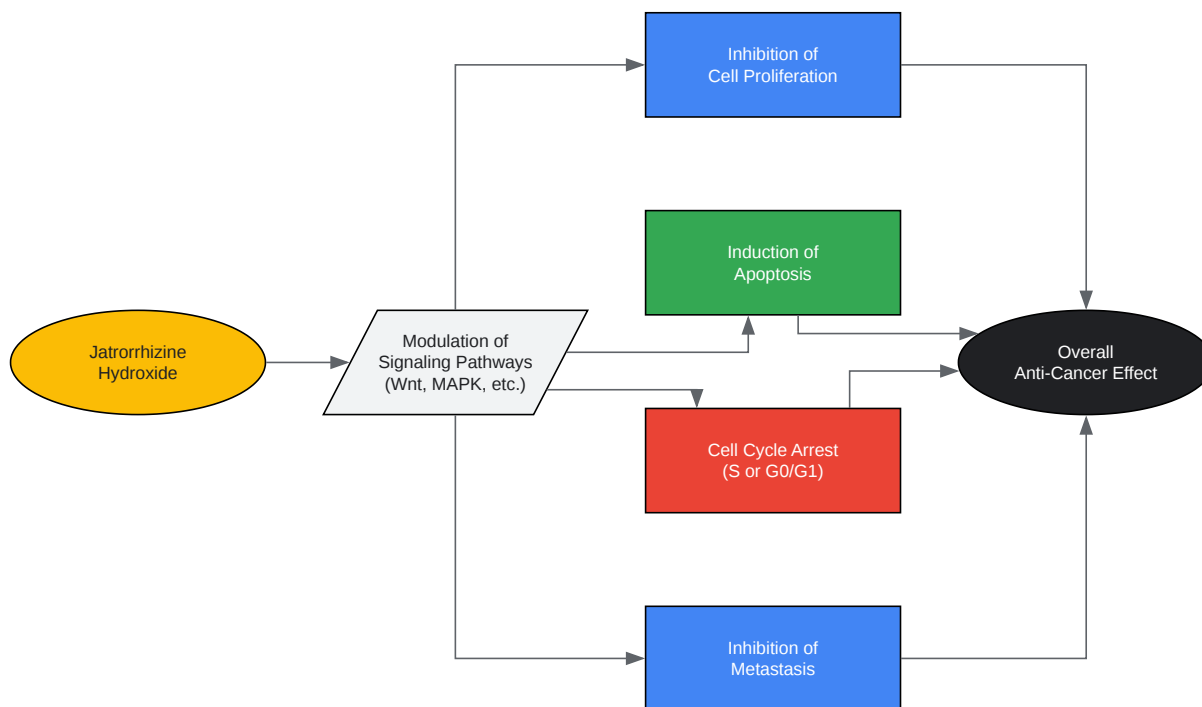 Inhibition of
Cell Proliferation
Induction of
Apoptosis
Jatrorrhizine
Hydroxide
Modulation of
Signaling Pathways
(Wnt, MAPK, etc.)
Overall
Anti-Cancer Effect
Cell Cycle Arrest
(S or G0/G1)
Inhibition of
Metastasis